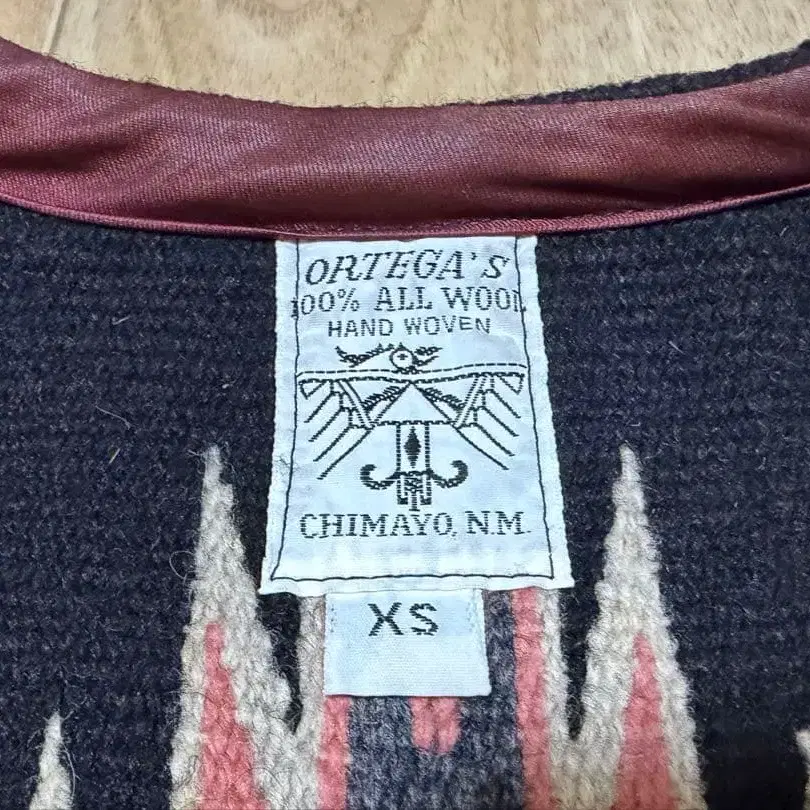 ORTEGA'S
100% ALL WOOL
HAND WOVEN
CHIMAYO, N.M.
XS